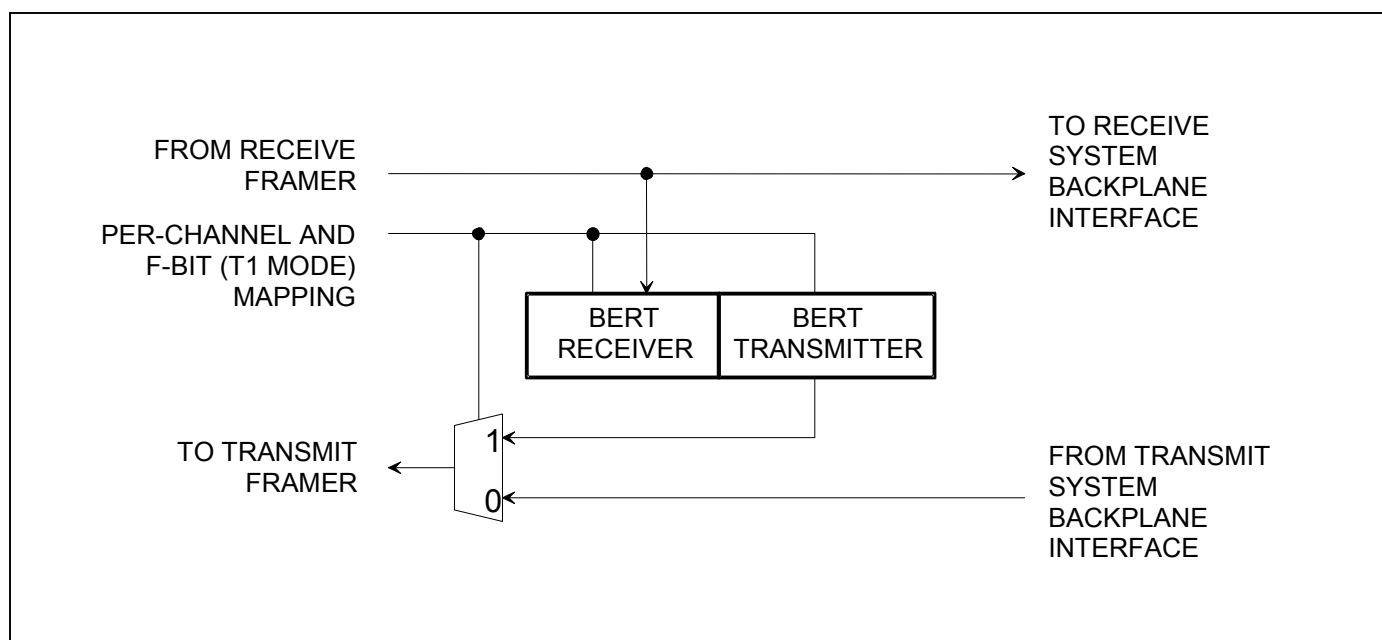 FROM RECEIVE
FRAMER
TO RECEIVE
SYSTEM
BACKPLANE
INTERFACE
PER-CHANNEL AND
F-BIT (T1 MODE)
MAPPING
BERT
RECEIVER
BERT
TRANSMITTER
1
0
TO TRANSMIT
FRAMER
FROM TRANSMIT
SYSTEM
BACKPLANE
INTERFACE